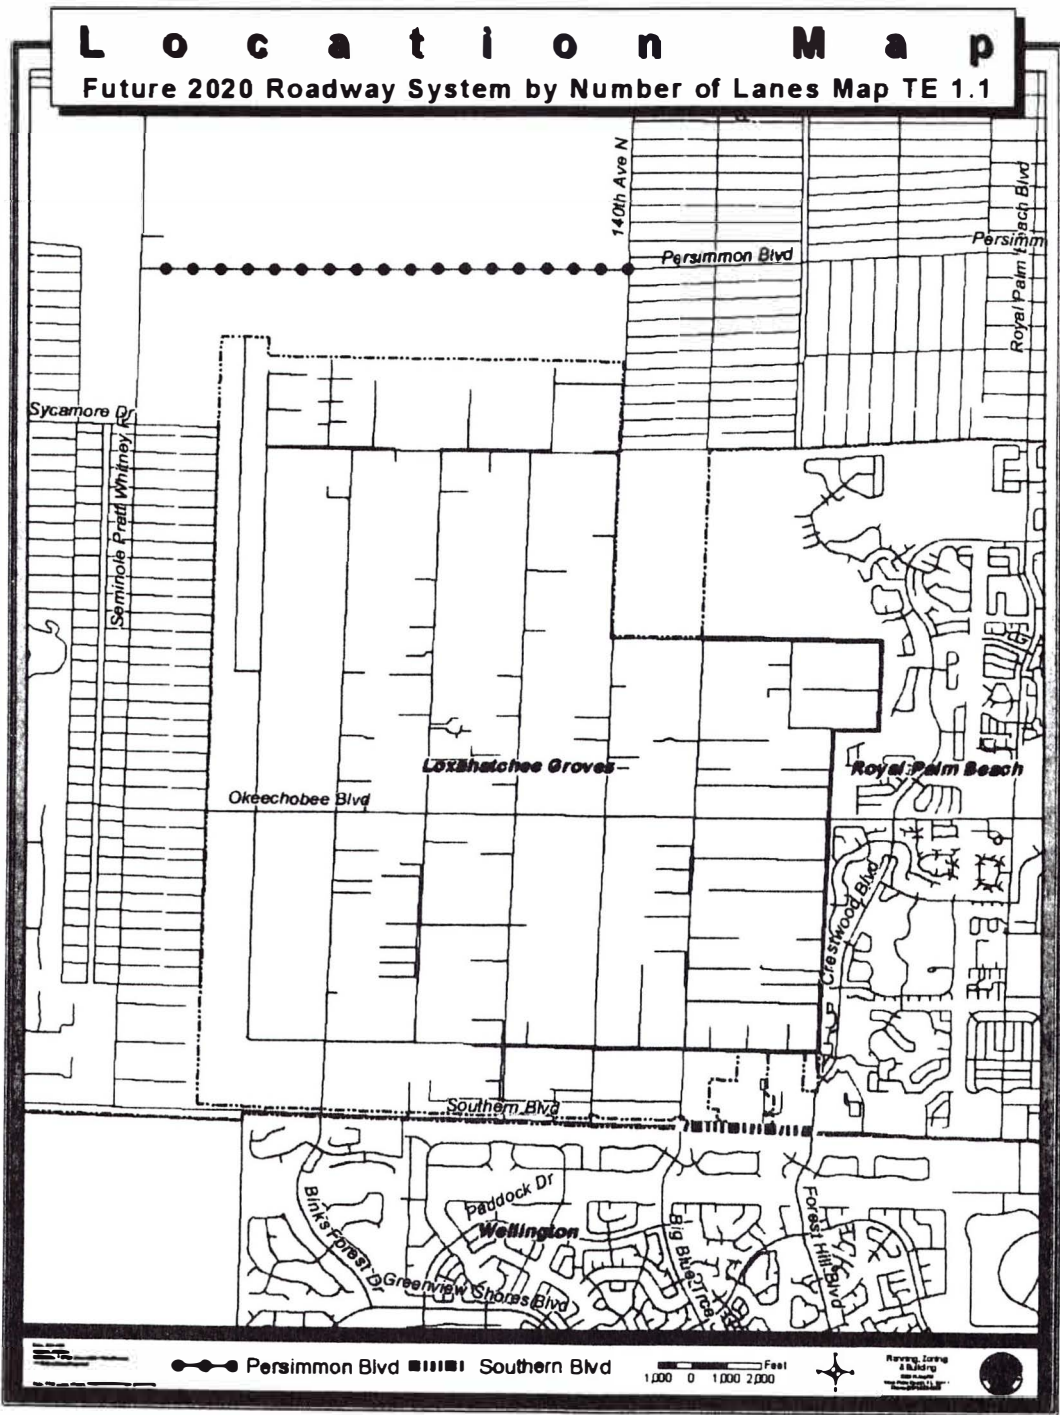 Location Map
Future 2020 Roadway System by Number of Lanes Map TE 1.1
140th Ave N
Royal Palm Beach Blvd
Persimmon Blvd
Persimm
Sycamore Dr
Seminole Pratt Whitney R
Loxahatchee Groves
Royal Palm Beach
Okeechobee Blvd
Crestwood Blvd
Southern Blvd
Paddock Dr
Wellington
Binks Forest Dr
Big Blue Trce
Forest Hill Blvd
Greenview Shores Blvd
Persimmon Blvd
Southern Blvd
Feet
1,000 0 1,000 2,000
Planning, Zoning
& Building